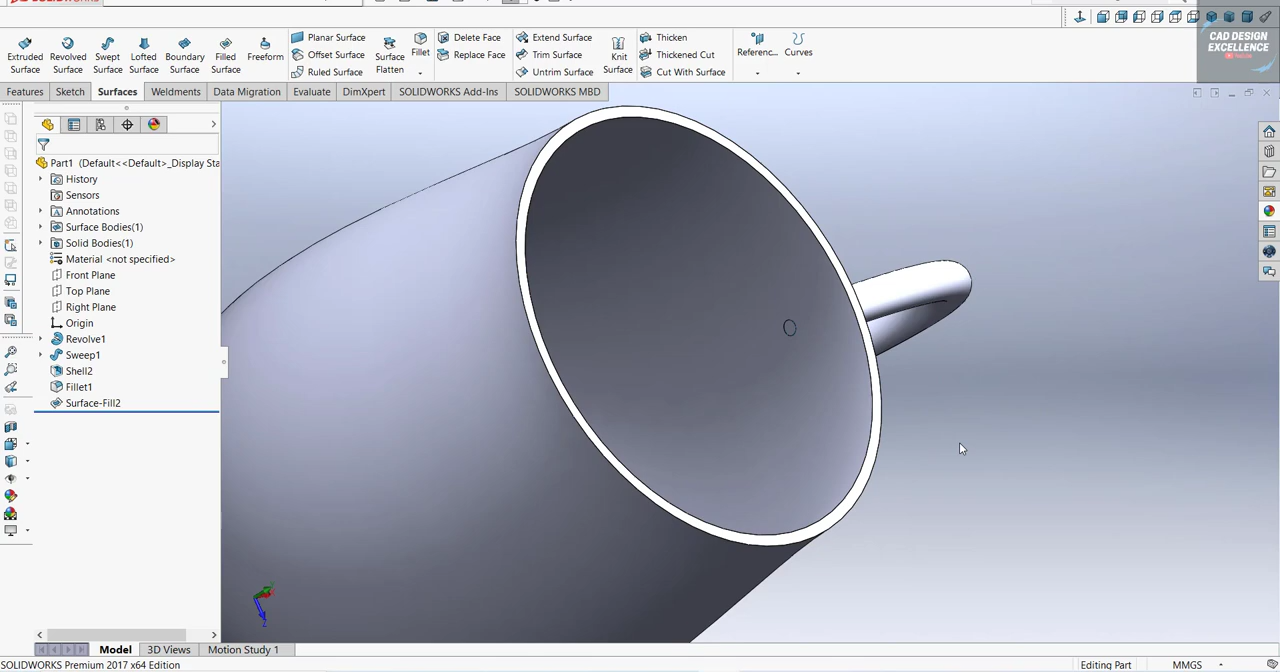 SOLIDWORKS
CAD DESIGN
EXCELLENCE
Extruded Surface
Revolved Surface
Swept Surface
Lofted Surface
Boundary Surface
Filled Surface
Freeform
Planar Surface
Offset Surface
Ruled Surface
Surface Flatten
Fillet
Delete Face
Replace Face
Extend Surface
Trim Surface
Untrim Surface
Knit Surface
Thicken
Thickened Cut
Cut With Surface
Referenc...
Curves
Features Sketch Surfaces Weldments Data Migration Evaluate DimXpert SOLIDWORKS Add-Ins SOLIDWORKS MBD
Part1 (Default<<Default>_Display Sta
History
Sensors
Annotations
Surface Bodies(1)
Solid Bodies(1)
Material <not specified>
Front Plane
Top Plane
Right Plane
Origin
Revolve1
Sweep1
Shell2
Fillet1
Surface-Fill2
Z
Model 3D Views Motion Study 1
SOLIDWORKS Premium 2017 x64 Edition Editing Part MMGS